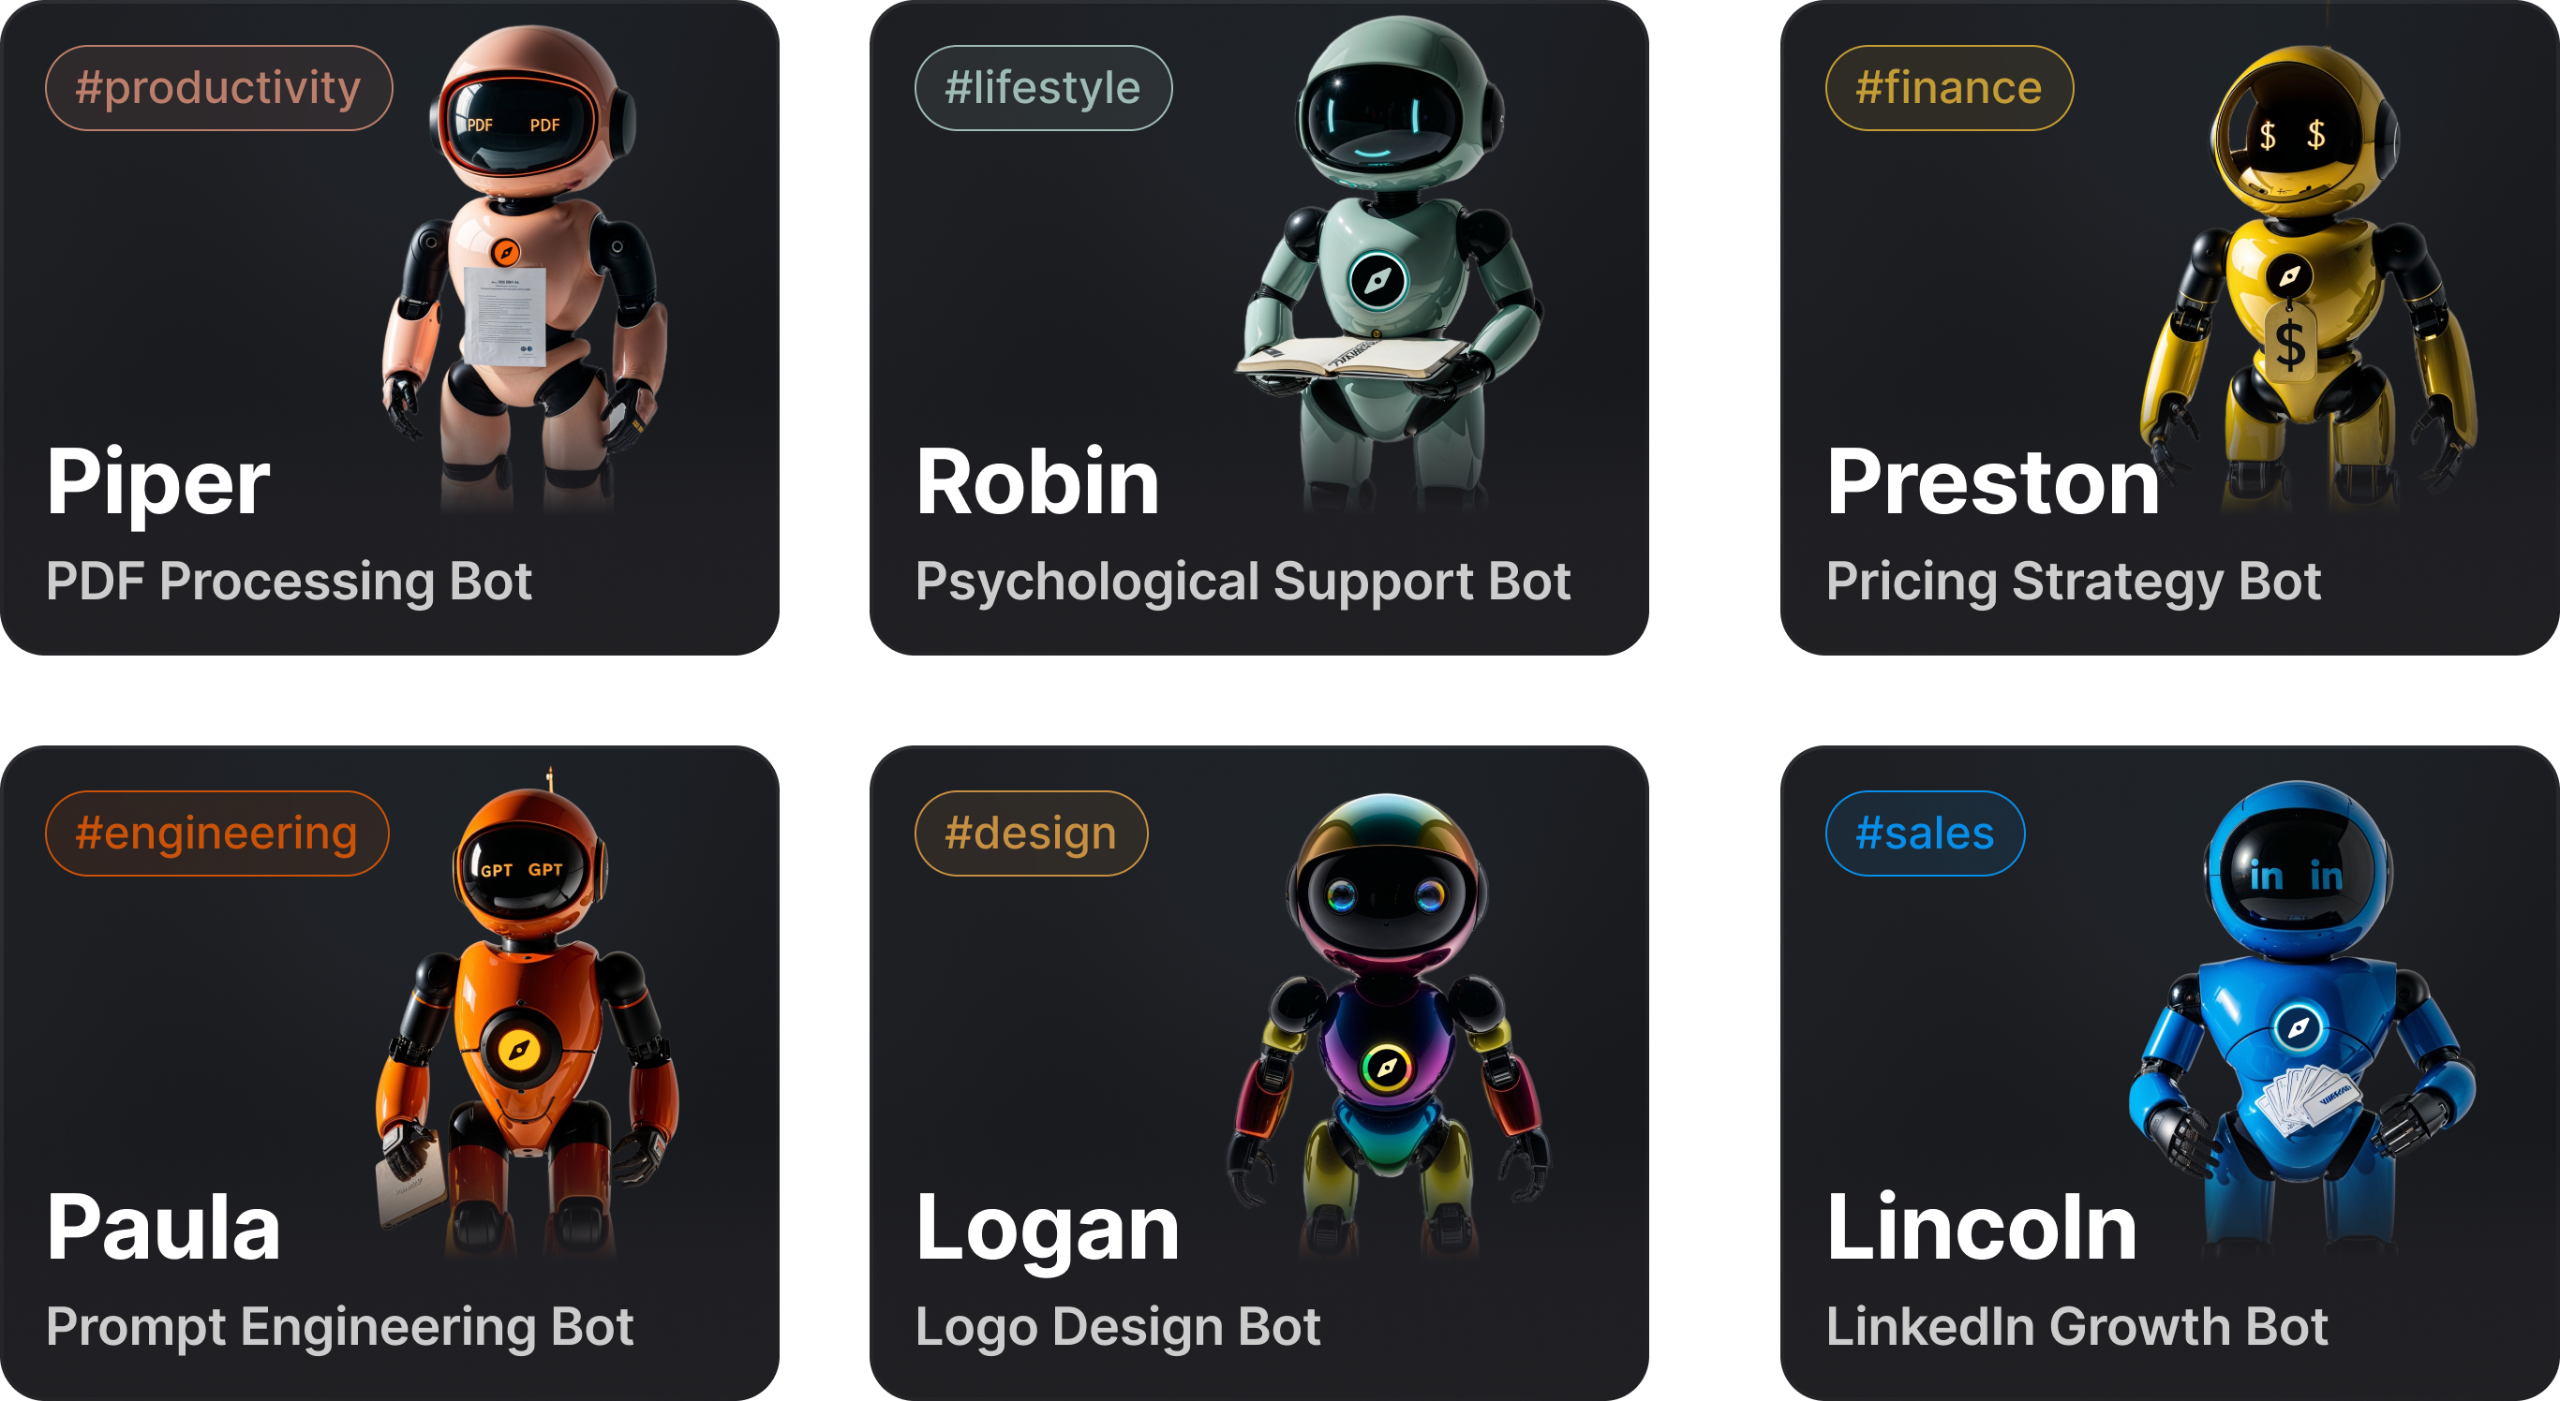 #productivity
PDF PDF
Piper
PDF Processing Bot
#lifestyle
Robin
Psychological Support Bot
#finance
$ $
$
Preston
Pricing Strategy Bot
#engineering
GPT GPT
Paula
Prompt Engineering Bot
#design
Logan
Logo Design Bot
#sales
in in
Lincoln
LinkedIn Growth Bot